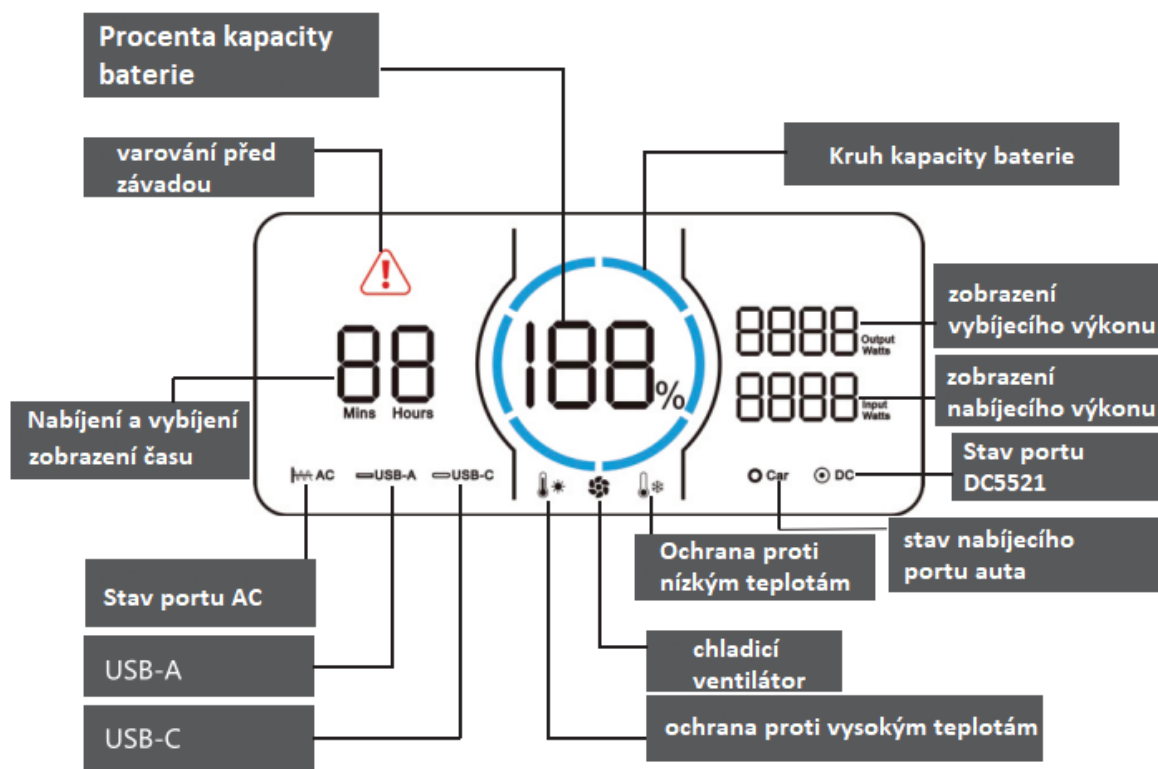 Procenta kapacity
baterie
varování před
závadou
Kruh kapacity baterie
188%
88
Mins Hours
8888 Output
Watts
8888 Input
Watts
zobrazení
vybíjecího výkonu
zobrazení
nabíjecího výkonu
Nabíjení a vybíjení
zobrazení času
AC USB-A USB-C
Car DC
Stav portu
DC5521
stav nabíjecího
portu auta
Ochrana proti
nízkým teplotám
Stav portu AC
USB-A
USB-C
chladicí
ventilátor
ochrana proti vysokým teplotám